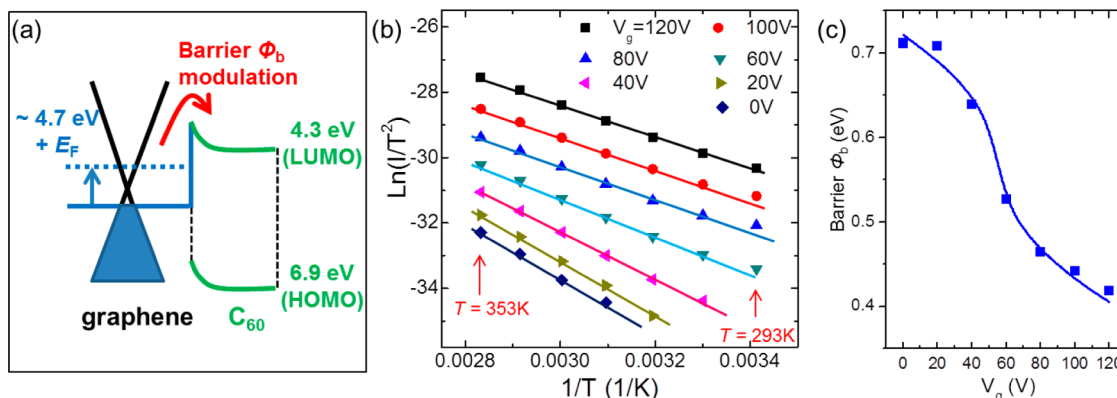 (a)
Barrier Φb
modulation
~ 4.7 eV
+ EF
4.3 eV
(LUMO)
6.9 eV
(HOMO)
graphene
C60
(b)
Ln(I/T²)
-26
-28
-30
-32
-34
Vg=120V
100V
80V
60V
40V
20V
0V
T = 353K
T = 293K
0.0028
0.0030
0.0032
0.0034
1/T (1/K)
(c)
Barrier Φb (eV)
0.7
0.6
0.5
0.4
0
20
40
60
80
100
120
Vg (V)